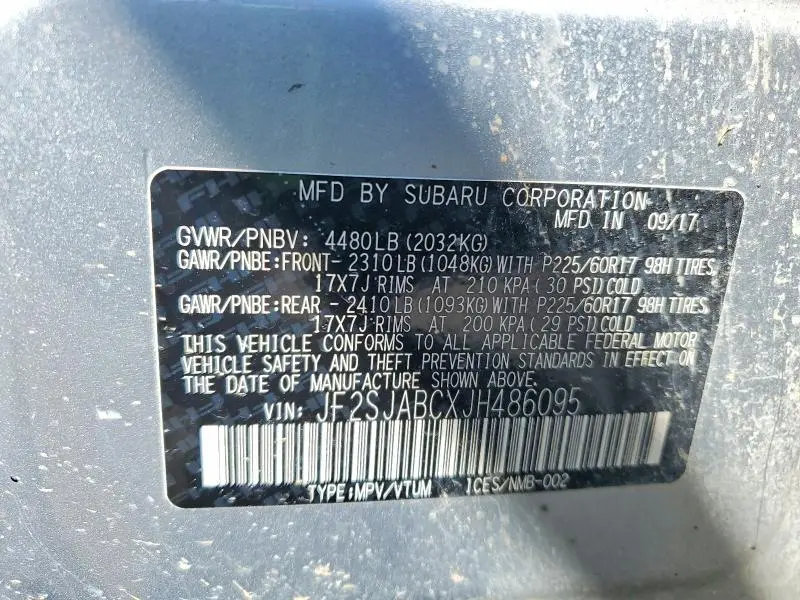 MFD BY SUBARU CORPORATION
MFD IN 09/17
GVWR/PNBV: 4480LB (2032KG)
GAWR/PNBE:FRONT- 2310LB (1048KG) WITH P225/60R17 98H TIRES
17X7J RIMS AT 210 KPA ( 30 PSI) COLD
GAWR/PNBE:REAR - 2410LB (1093KG) WITH P225/60R17 98H TIRES
17X7J RIMS AT 200 KPA (29 PSI) COLD
THIS VEHICLE CONFORMS TO ALL APPLICABLE FEDERAL MOTOR
VEHICLE SAFETY AND THEFT PREVENTION STANDARDS IN EFFECT ON
THE DATE OF MANUFACTURE SHOWN ABOVE.
VIN: JF2SJABCXJH486095
TYPE:MPV/VTUM ICES/NMB-002